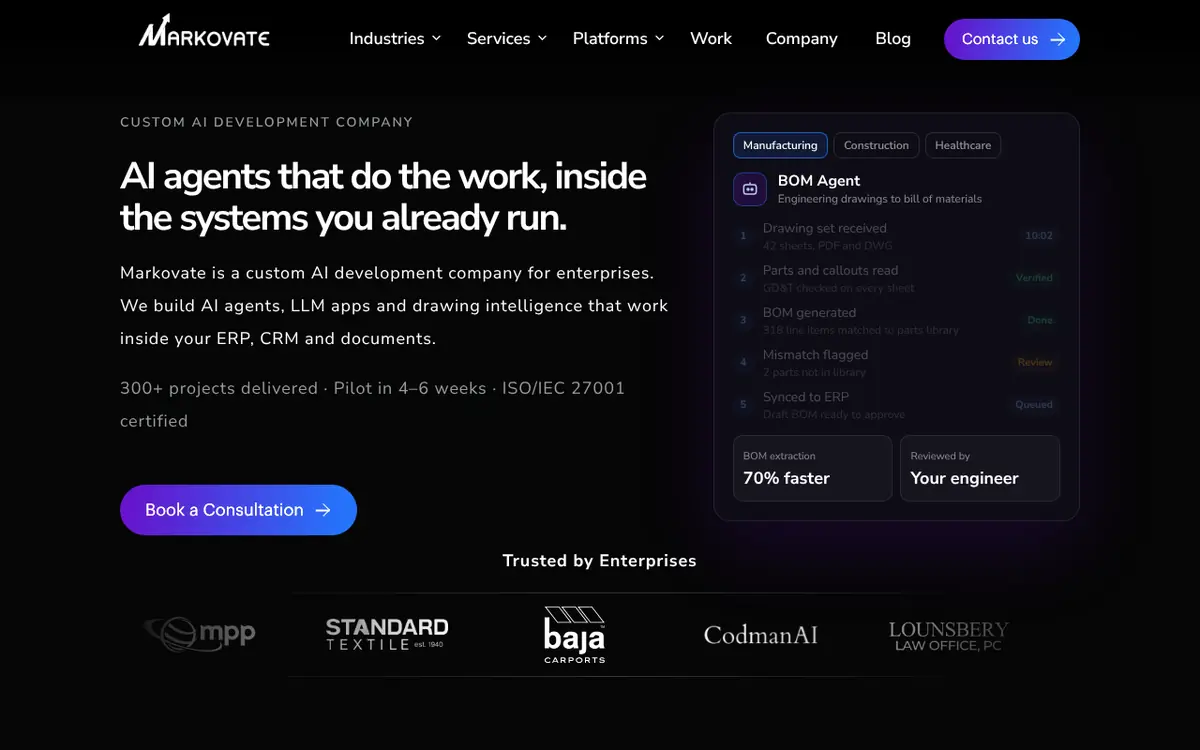 MARKOVATE
Industries
Services
Platforms
Work
Company
Blog
Contact us
CUSTOM AI DEVELOPMENT COMPANY
AI agents that do the work, inside
the systems you already run.
Markovate is a custom AI development company for enterprises.
We build AI agents, LLM apps and drawing intelligence that work
inside your ERP, CRM and documents.
300+ projects delivered · Pilot in 4–6 weeks · ISO/IEC 27001
certified
Book a Consultation
Manufacturing
Construction
Healthcare
BOM Agent
Engineering drawings to bill of materials
1
Drawing set received
42 sheets, PDF and DWG
10:02
2
Parts and callouts read
GD&T checked on every sheet
Verified
3
BOM generated
318 line items matched to parts library
Done
4
Mismatch flagged
2 parts not in library
Review
5
Synced to ERP
Draft BOM ready to approve
Queued
BOM extraction
70% faster
Reviewed by
Your engineer
Trusted by Enterprises
mpp
STANDARD
TEXTILE est. 1940
baja
CARPORTS
CodmanAI
LOUNSBERY
LAW OFFICE, PC